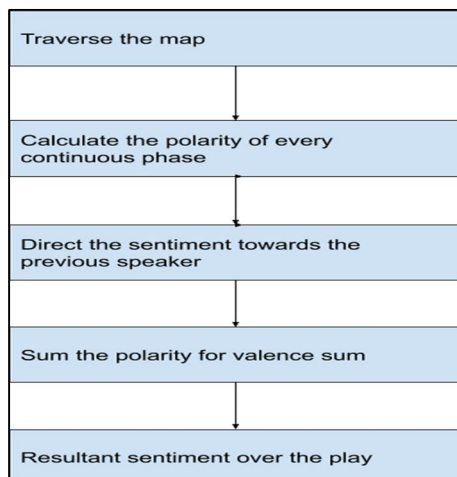 Traverse the map
Calculate the polarity of every
continuous phase
Direct the sentiment towards the
previous speaker
Sum the polarity for valence sum
Resultant sentiment over the play